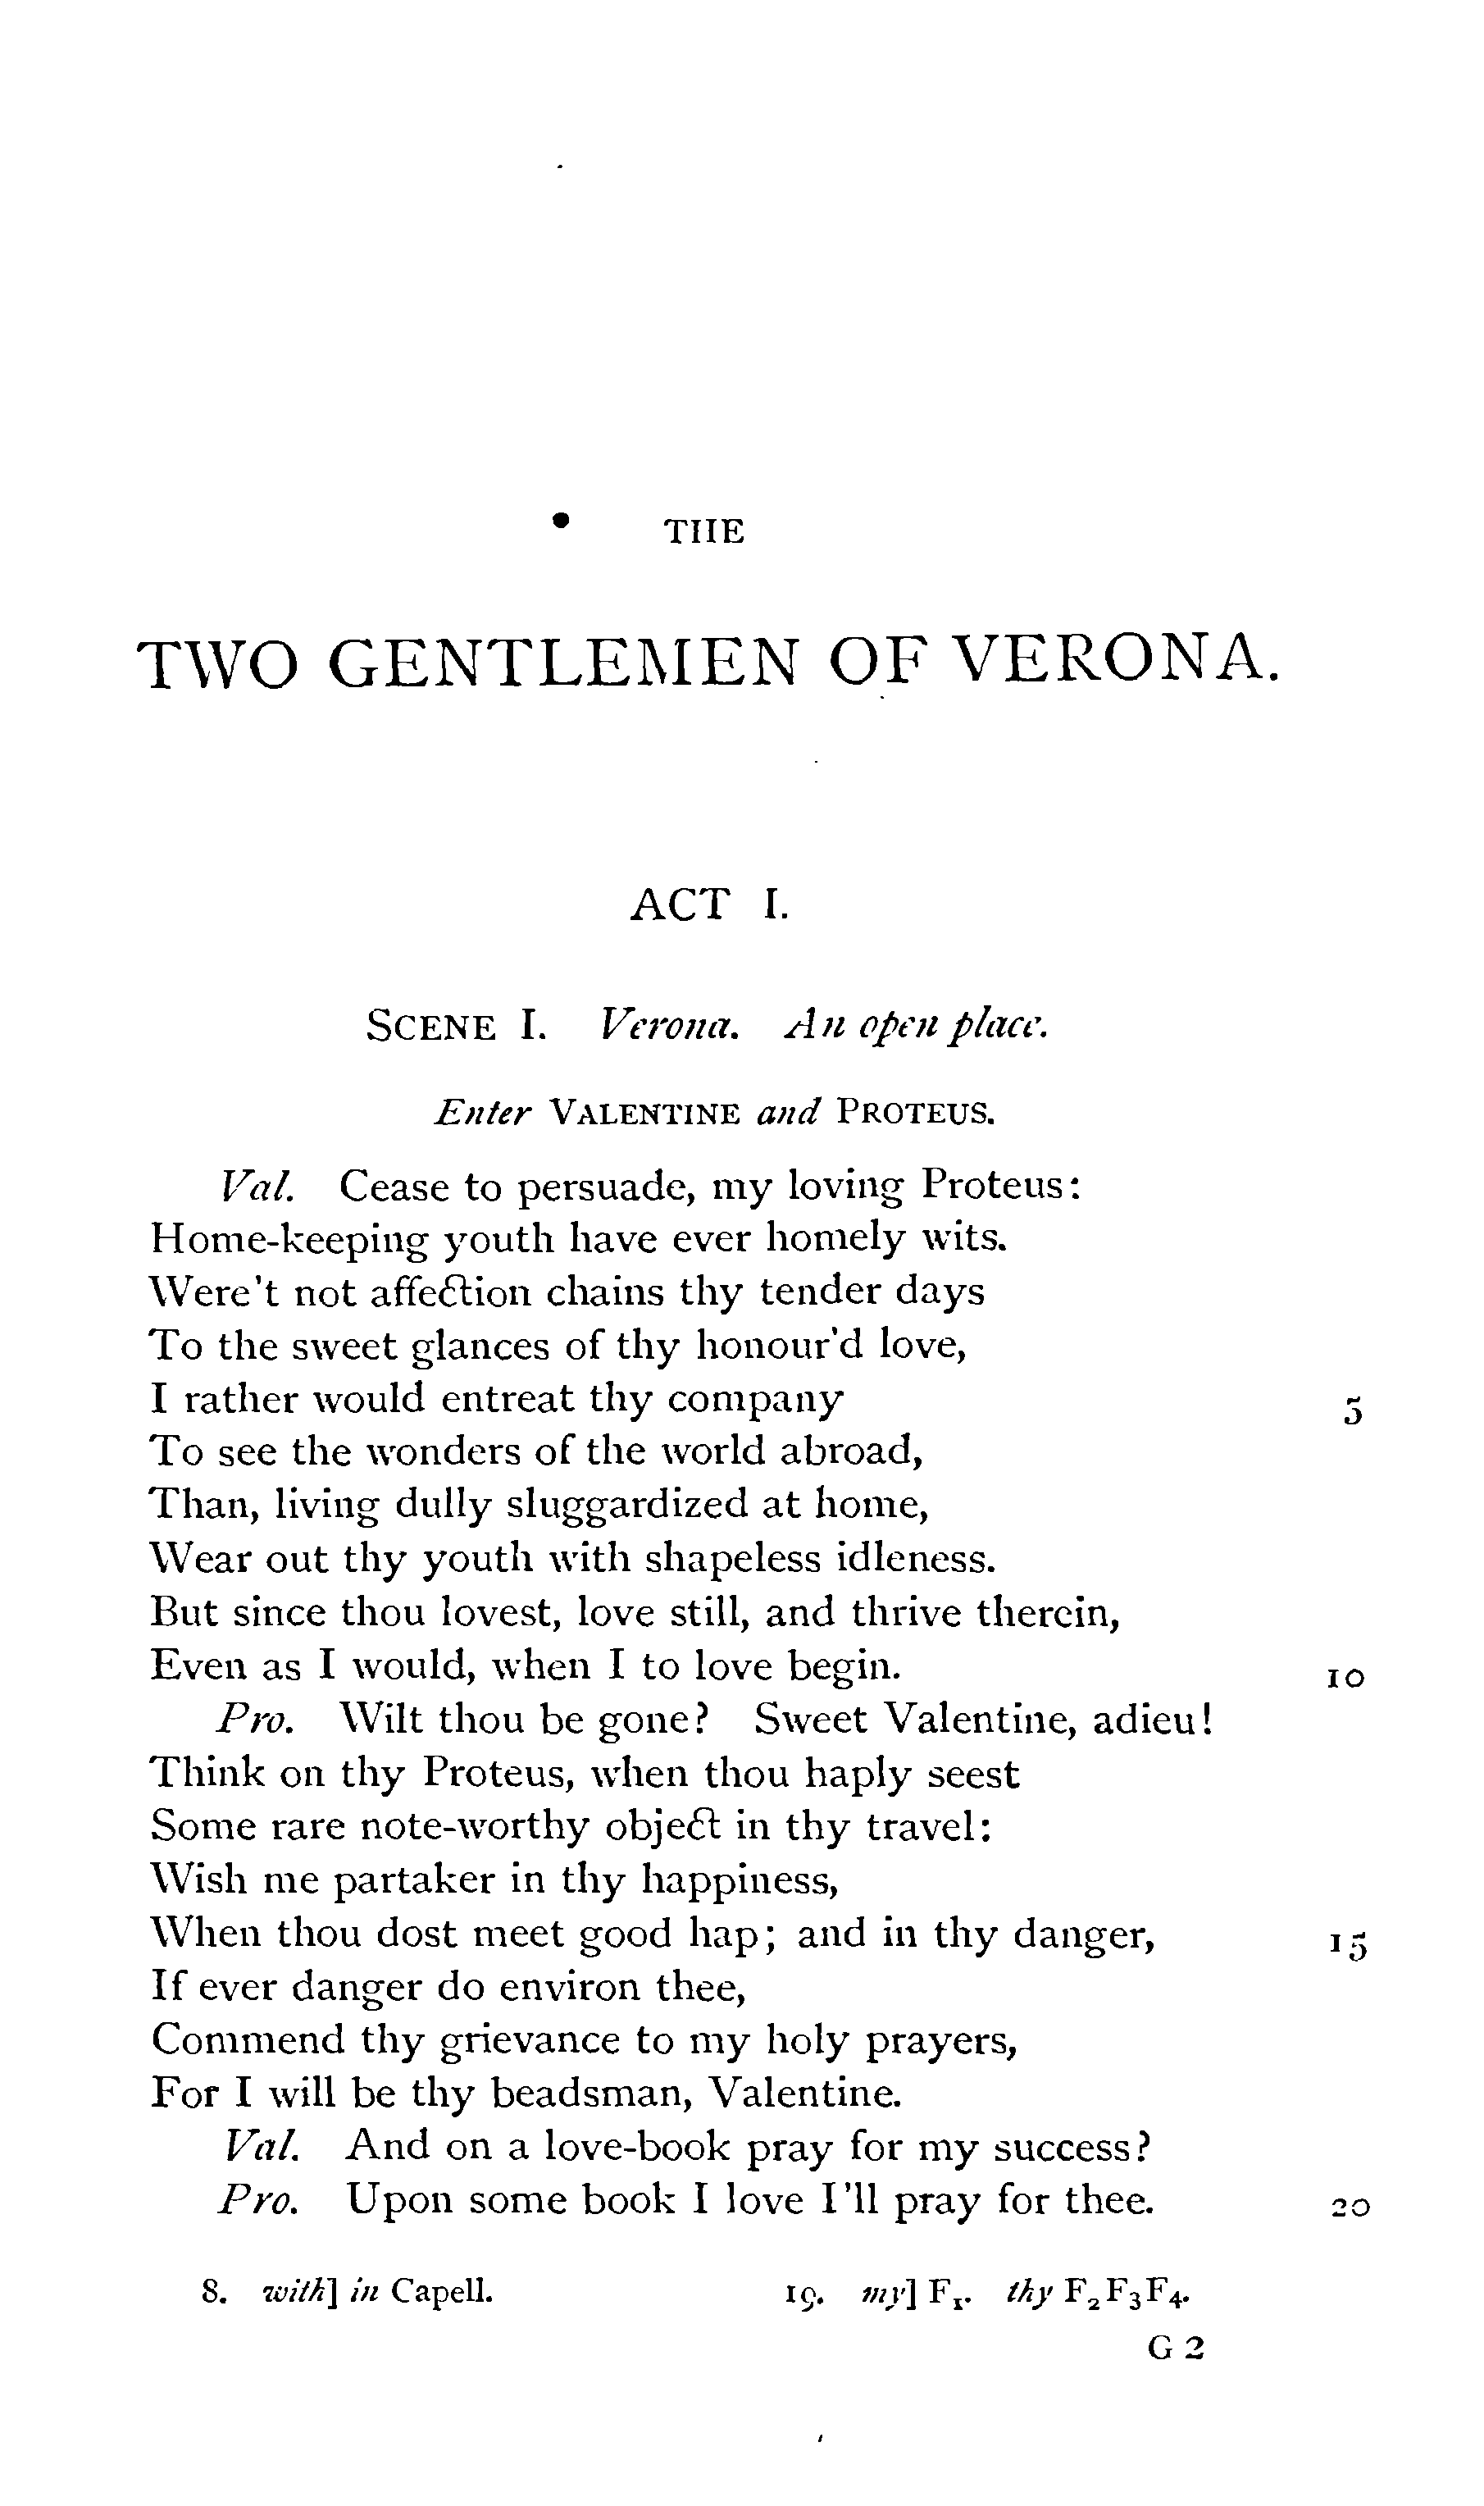 THE
TWO GENTLEMEN OF VERONA.
ACT I.
SCENE I. Verona. An open place.
Enter VALENTINE and PROTEUS.
Val. Cease to persuade, my loving Proteus:
Home-keeping youth have ever homely wits.
Were't not affection chains thy tender days
To the sweet glances of thy honour'd love,
I rather would entreat thy company 5
To see the wonders of the world abroad,
Than, living dully sluggardized at home,
Wear out thy youth with shapeless idleness.
But since thou lovest, love still, and thrive therein,
Even as I would, when I to love begin. 10
Pro. Wilt thou be gone? Sweet Valentine, adieu!
Think on thy Proteus, when thou haply seest
Some rare note-worthy object in thy travel:
Wish me partaker in thy happiness,
When thou dost meet good hap; and in thy danger, 15
If ever danger do environ thee,
Commend thy grievance to my holy prayers,
For I will be thy beadsman, Valentine.
Val. And on a love-book pray for my success?
Pro. Upon some book I love I'll pray for thee. 20
8. with] in Capell. 19. my] F₁. thy F₂F₃F₄.
G 2